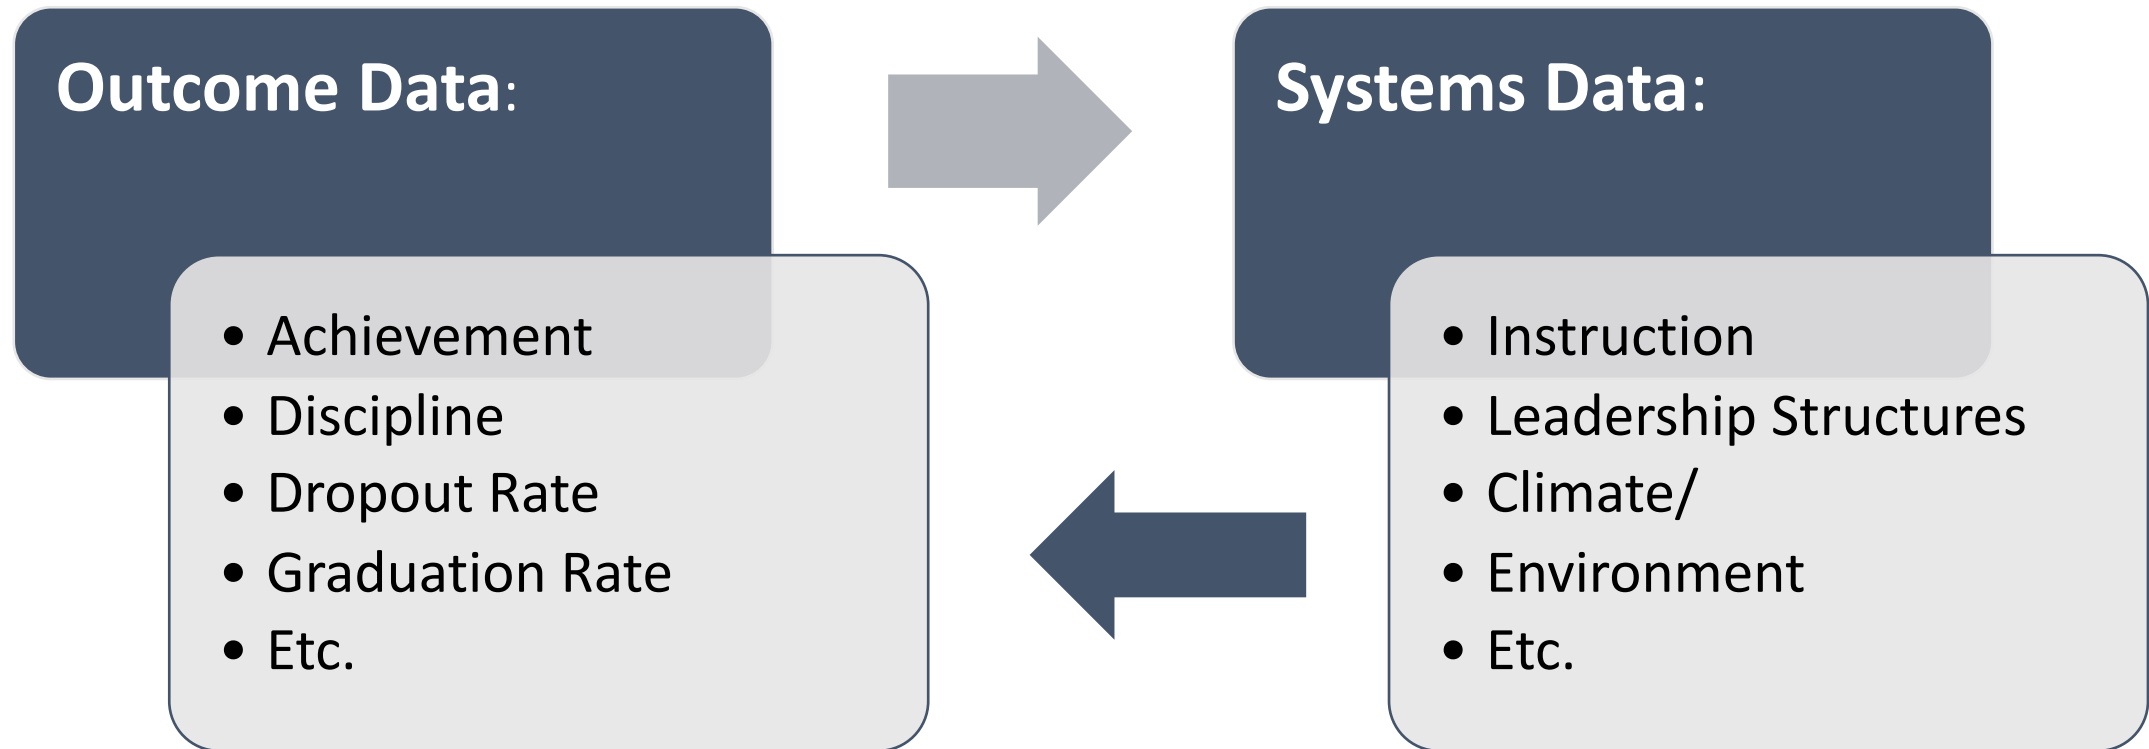 Outcome Data:
• Achievement
• Discipline
• Dropout Rate
• Graduation Rate
• Etc.
Systems Data:
• Instruction
• Leadership Structures
• Climate/
• Environment
• Etc.